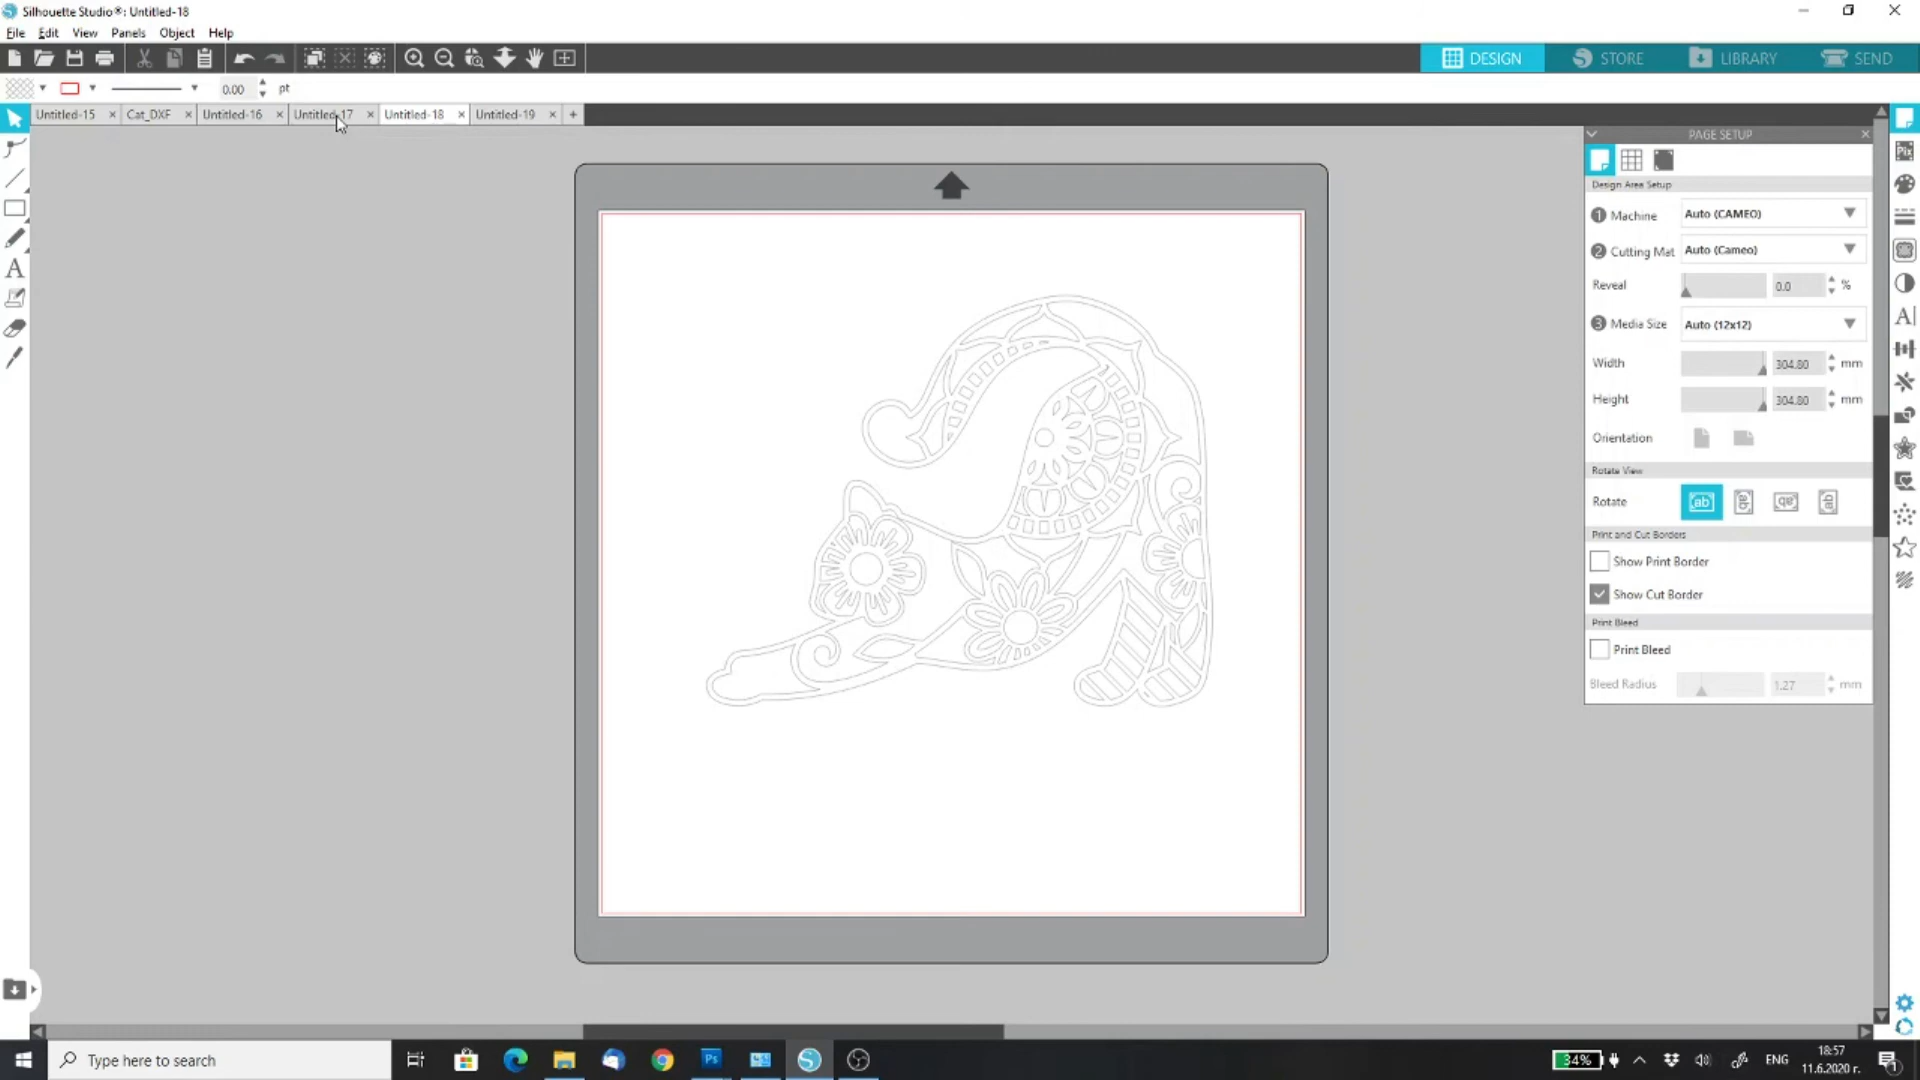 Silhouette Studio®: Untitled-18
File Edit View Panels Object Help
DESIGN STORE LIBRARY SEND
0.00 pt
Untitled-15 × Cat_DXF × Untitled-16 × Untitled-17 × Untitled-18 × Untitled-19 × +
PAGE SETUP
Design Area Setup
1 Machine Auto (CAMEO)
2 Cutting Mat Auto (Cameo)
Reveal 0.0 %
3 Media Size Auto (12x12)
Width 304.80 mm
Height 304.80 mm
Orientation
Rotate View
Rotate
Print and Cut Borders
Show Print Border
Show Cut Border
Print Bleed
Print Bleed
Bleed Radius 1.27 mm
Type here to search
34% ENG 18:57
11.6.2020 г.